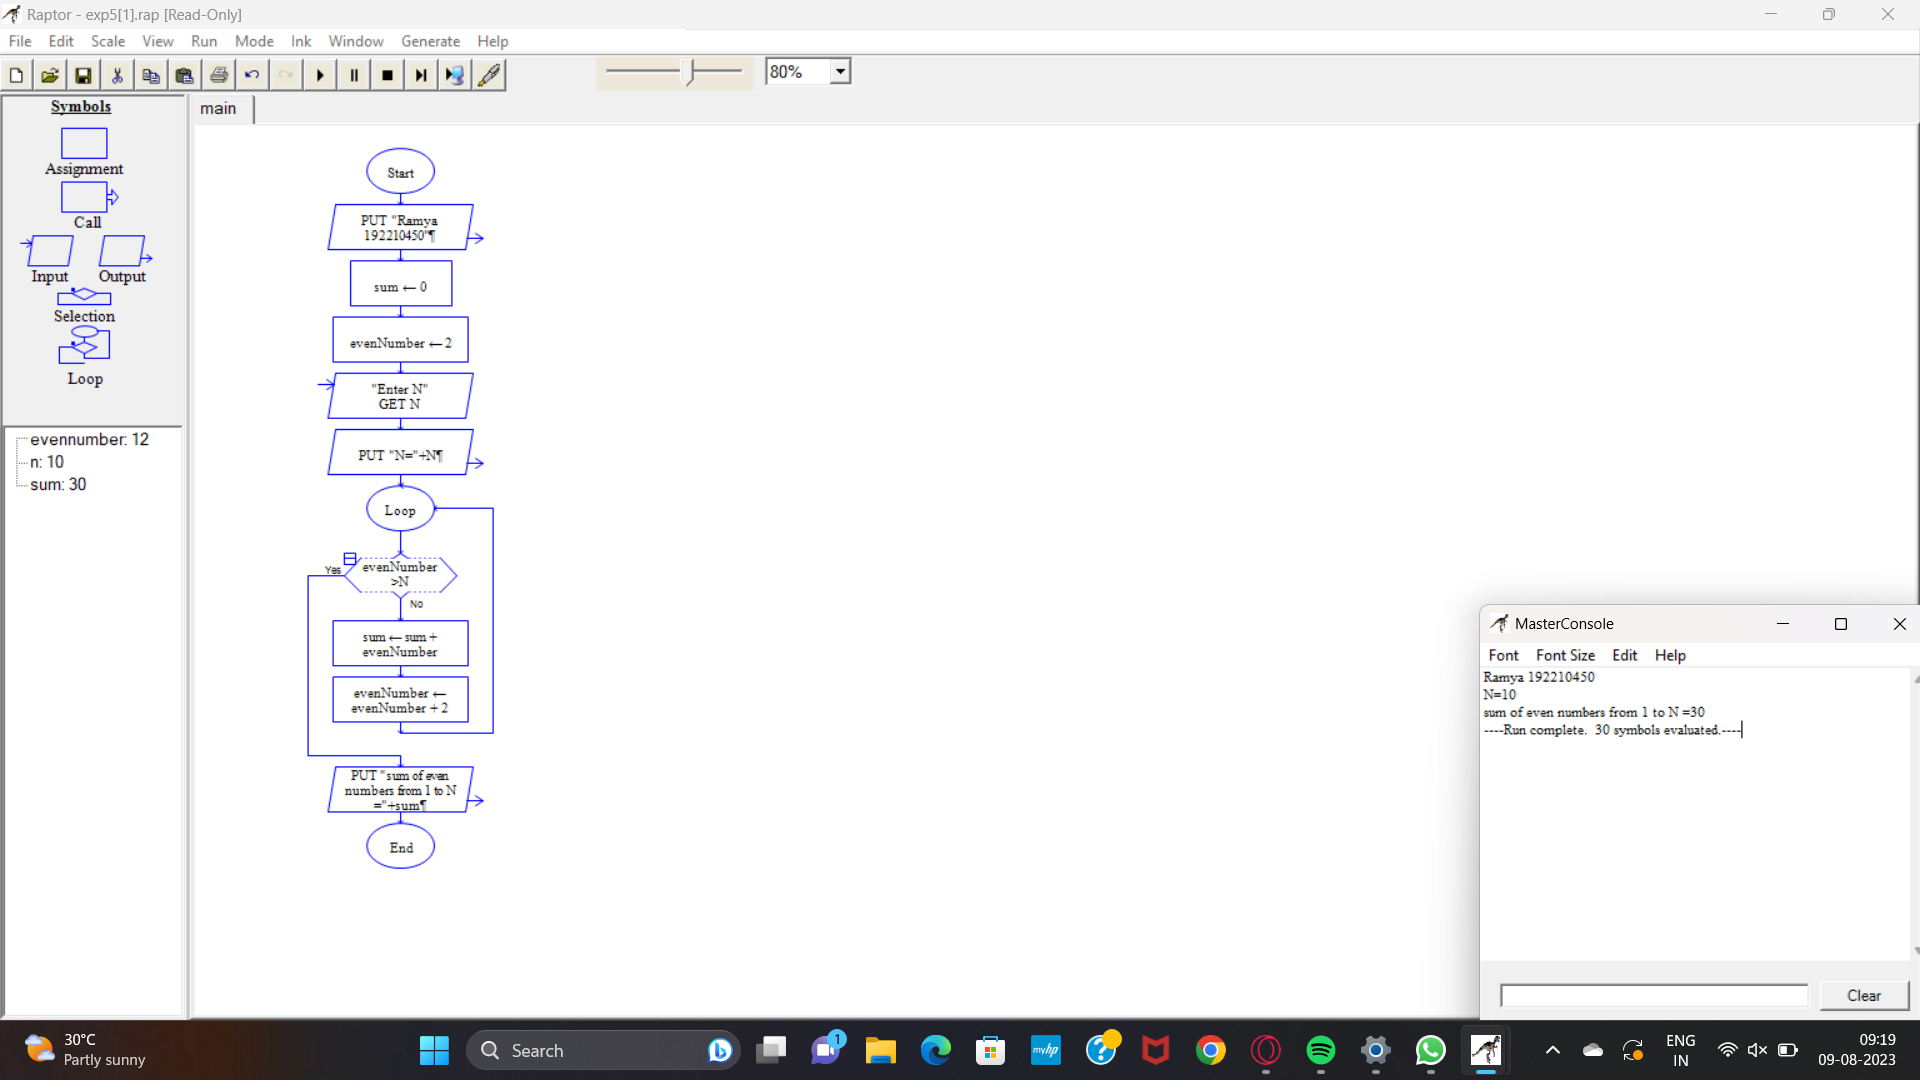 Raptor - exp5[1].rap [Read-Only]
File Edit Scale View Run Mode Ink Window Generate Help
80%
Symbols
Assignment
Call
Input Output
Selection
Loop
evennumber: 12
n: 10
sum: 30
main
Start
PUT "Ramya
192210450"¶
sum ← 0
evenNumber ← 2
"Enter N"
GET N
PUT "N="+N¶
Loop
evenNumber
>N
Yes
No
sum ← sum +
evenNumber
evenNumber ←
evenNumber + 2
PUT "sum of even
numbers from 1 to N
="+sum¶
End
MasterConsole
Font Font Size Edit Help
Ramya 192210450
N=10
sum of even numbers from 1 to N =30
----Run complete.  30 symbols evaluated.----
Clear
30°C
Partly sunny
Search
1
myhp
ENG
IN
09:19
09-08-2023